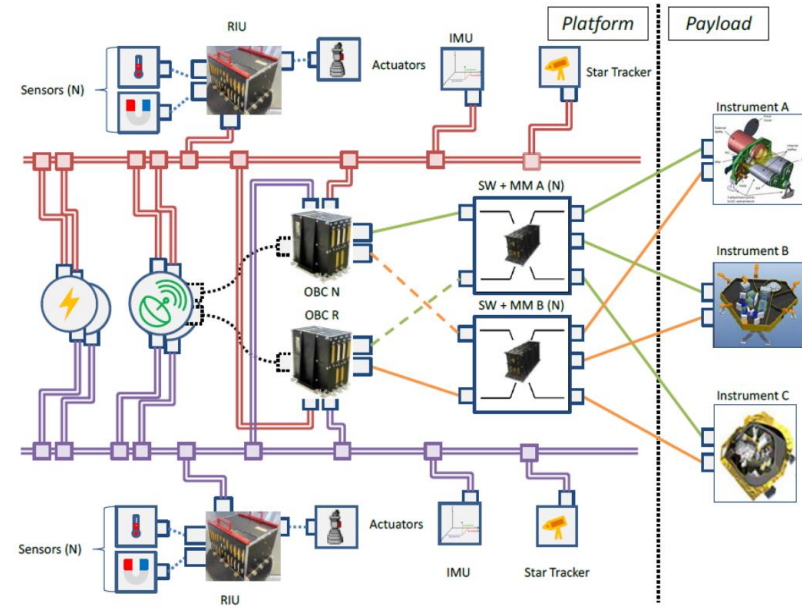 Platform
Payload
RIU
Actuators
Sensors (N)
IMU
Star Tracker
Instrument A
SW + MM A (N)
OBC N
OBC R
SW + MM B (N)
Instrument B
Instrument C
Sensors (N)
Actuators
RIU
IMU
Star Tracker